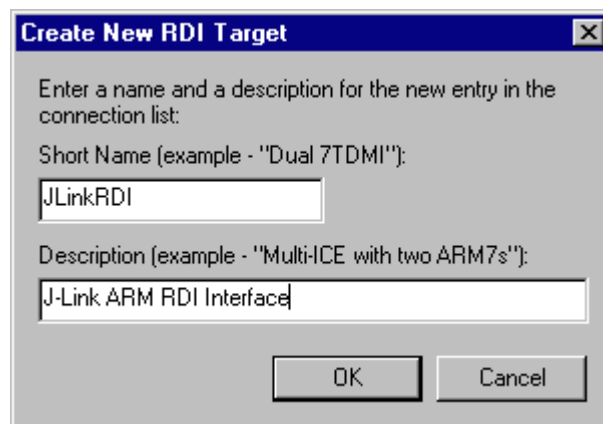 Create New RDI Target
Enter a name and a description for the new entry in the
connection list:
Short Name (example - "Dual 7TDMI"):
JLinkRDI
Description (example - "Multi-ICE with two ARM7s"):
J-Link ARM RDI Interface
OK
Cancel